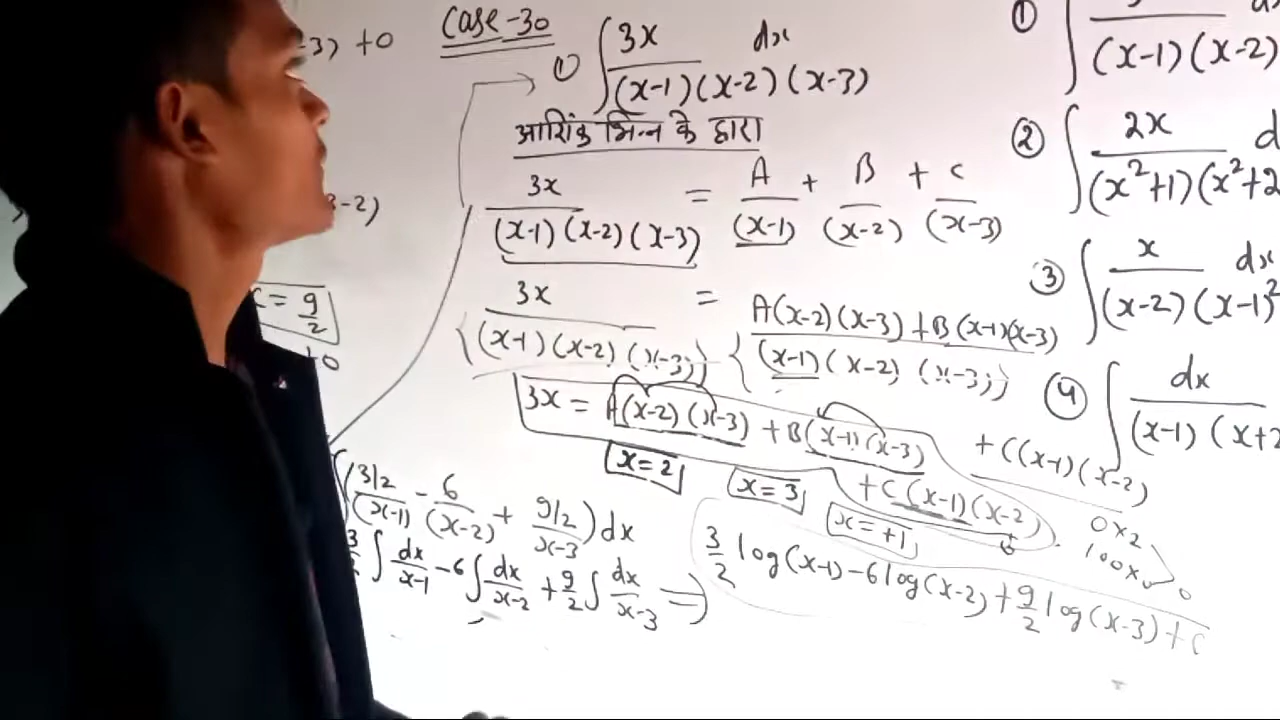 -3) +0
Case-30
① ∫ 3x dx / (x-1)(x-2)(x-3)
आशिंक भिन्न के द्वारा
3x / (x-1)(x-2)(x-3) = A / (x-1) + B / (x-2) + C / (x-3)
-2)
C = 9/2
+0
3x / (x-1)(x-2)(x-3) = A(x-2)(x-3) + B(x-1)(x-3) / (x-1)(x-2)(x-3)
+ C(x-1)(x-2)
3x = A(x-2)(x-3) + B(x-1)(x-3)
+ C(x-1)(x-2)
x=2
x=3
x=+1
0×2
100×0
0
(3/2 / (x-1) - 6 / (x-2) + 9/2 / x-3) dx
∫ dx / x-1 - 6 ∫ dx / x-2 + 9/2 ∫ dx / x-3 ⇒
3/2 log(x-1) - 6 log(x-2) + 9/2 log(x-3) + C
① ∫ / (x-1)(x-2)
② ∫ 2x d / (x²+1)(x²+2
③ ∫ x dx / (x-2)(x-1)²
④ ∫ dx / (x-1)(x+2